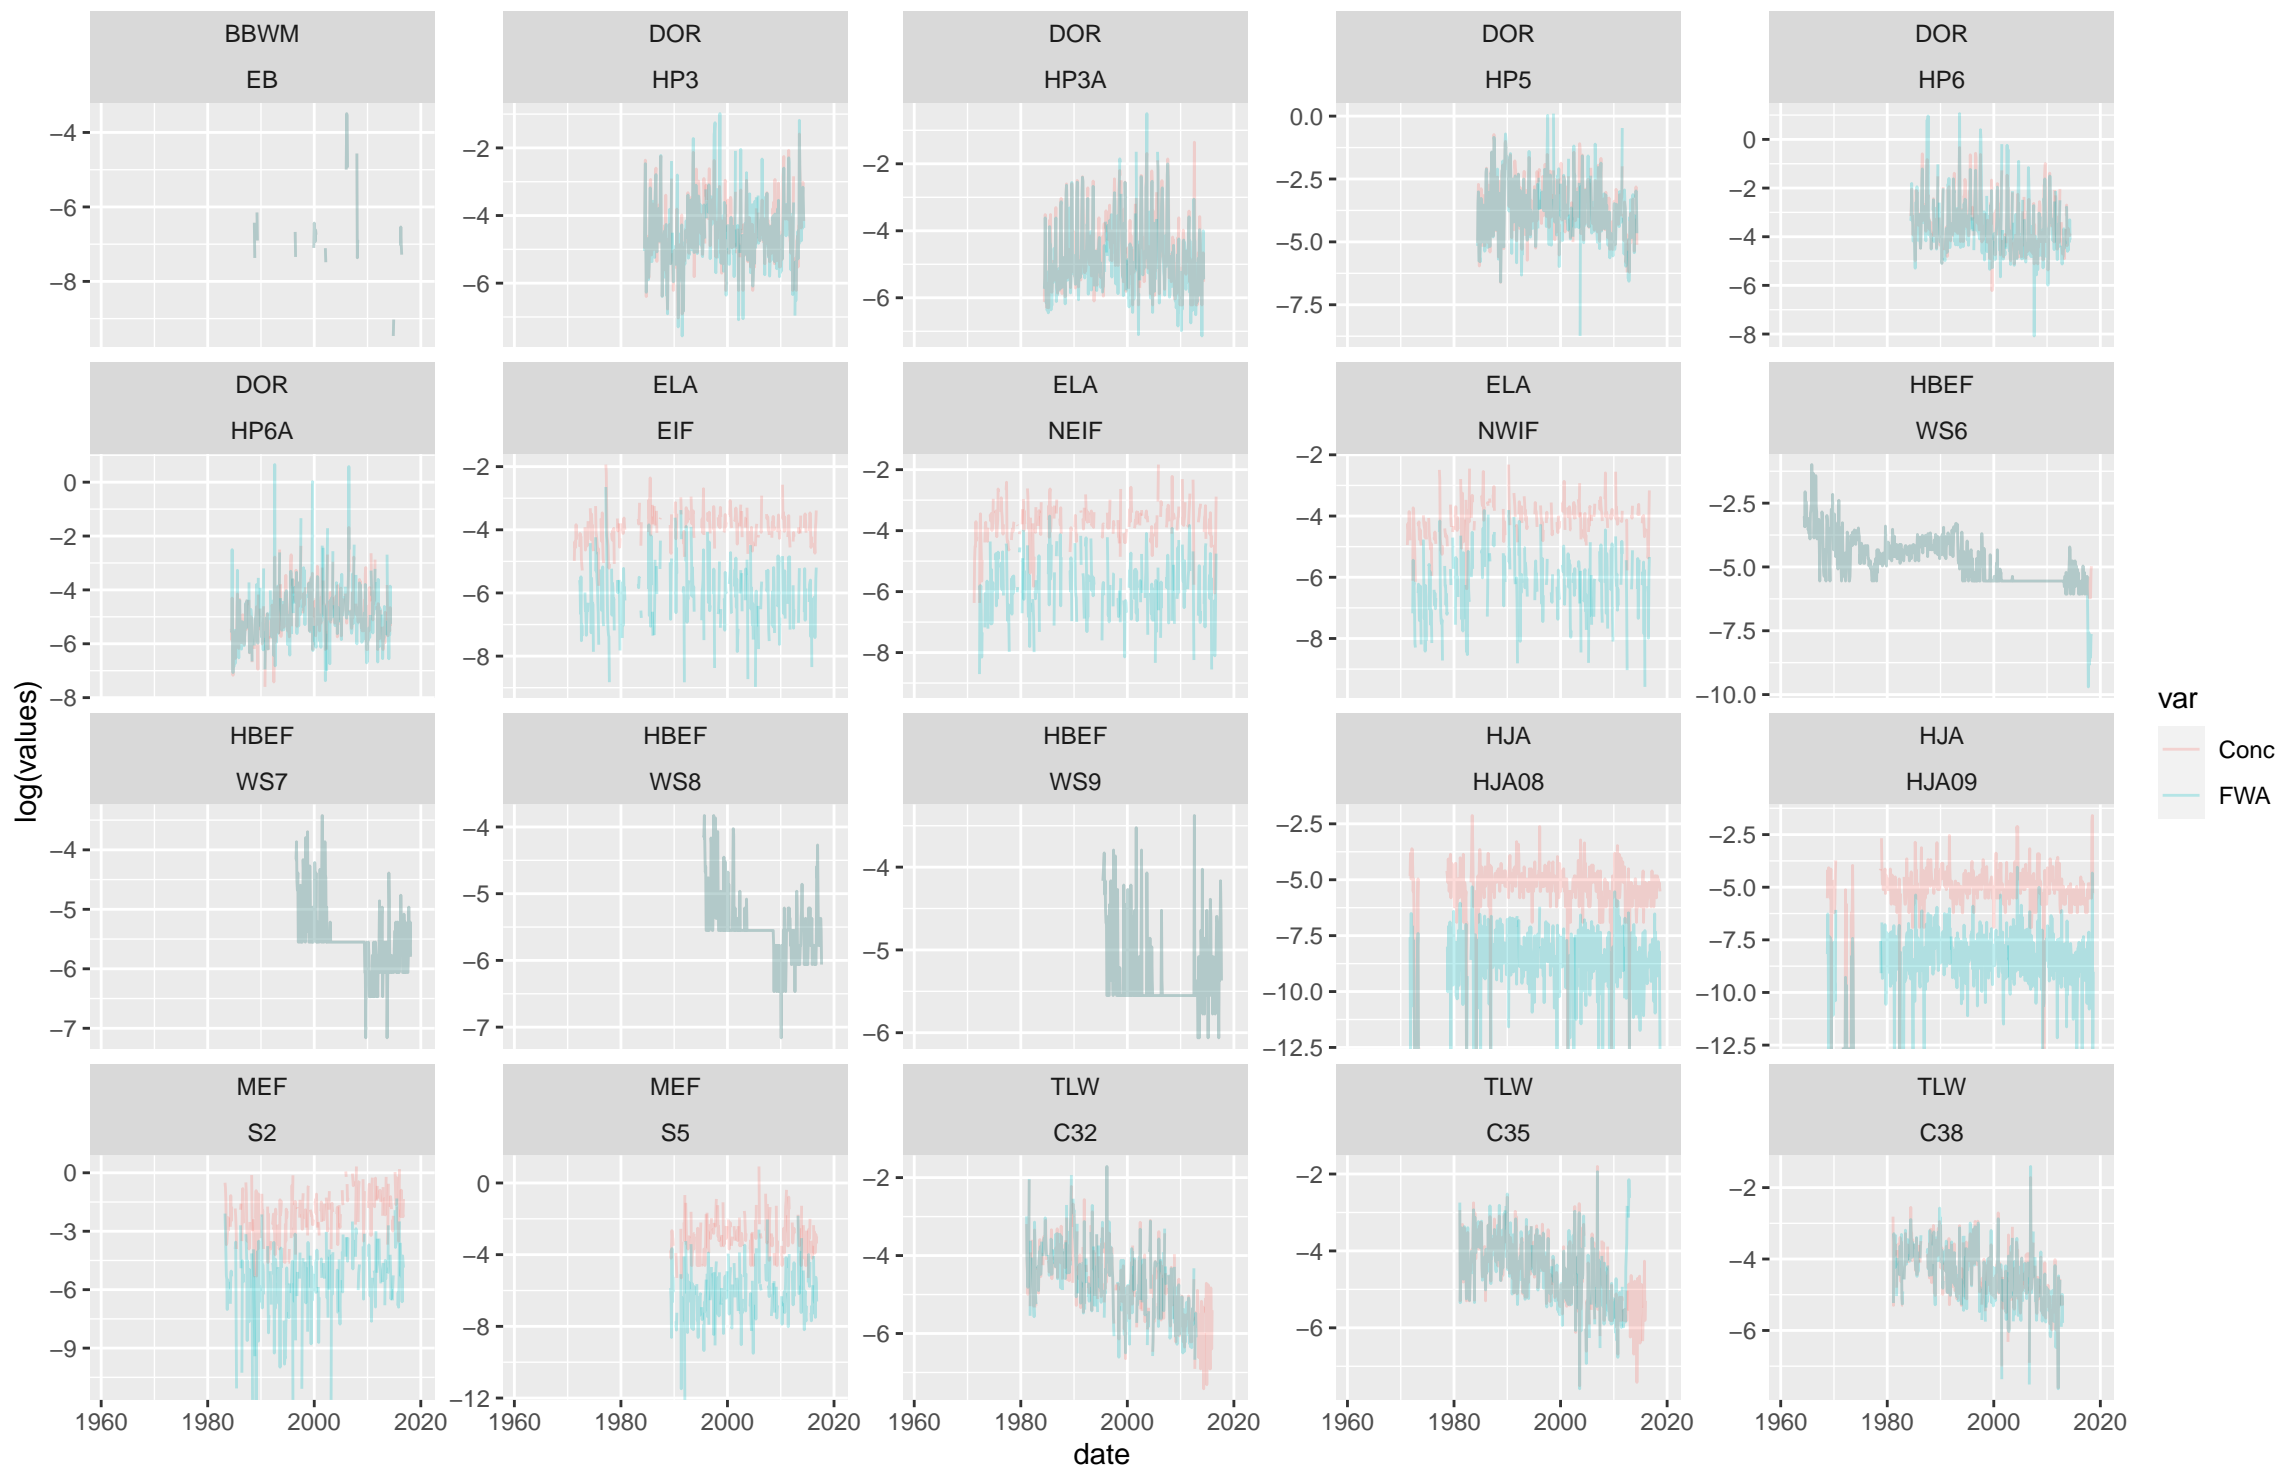 BBWM
EB
DOR
HP3
DOR
HP3A
DOR
HP5
DOR
HP6
−4
−6
−8
−2
−4
−6
−2
−4
−6
0.0
−2.5
−5.0
−7.5
0
−2
−4
−6
−8
DOR
HP6A
ELA
EIF
ELA
NEIF
ELA
NWIF
HBEF
WS6
0
−2
−4
−6
−8
−2
−4
−6
−8
−2
−4
−6
−8
−2
−4
−6
−8
−2.5
−5.0
−7.5
−10.0
HBEF
WS7
HBEF
WS8
HBEF
WS9
HJA
HJA08
HJA
HJA09
−4
−5
−6
−7
−4
−5
−6
−7
−4
−5
−6
−2.5
−5.0
−7.5
−10.0
−12.5
−2.5
−5.0
−7.5
−10.0
−12.5
MEF
S2
MEF
S5
TLW
C32
TLW
C35
TLW
C38
0
−3
−6
−9
0
−4
−8
−12
−2
−4
−6
−2
−4
−6
−2
−4
−6
1960 1980 2000 2020
1960 1980 2000 2020
1960 1980 2000 2020
1960 1980 2000 2020
1960 1980 2000 2020
date
log(values)
var
Conc
FWA